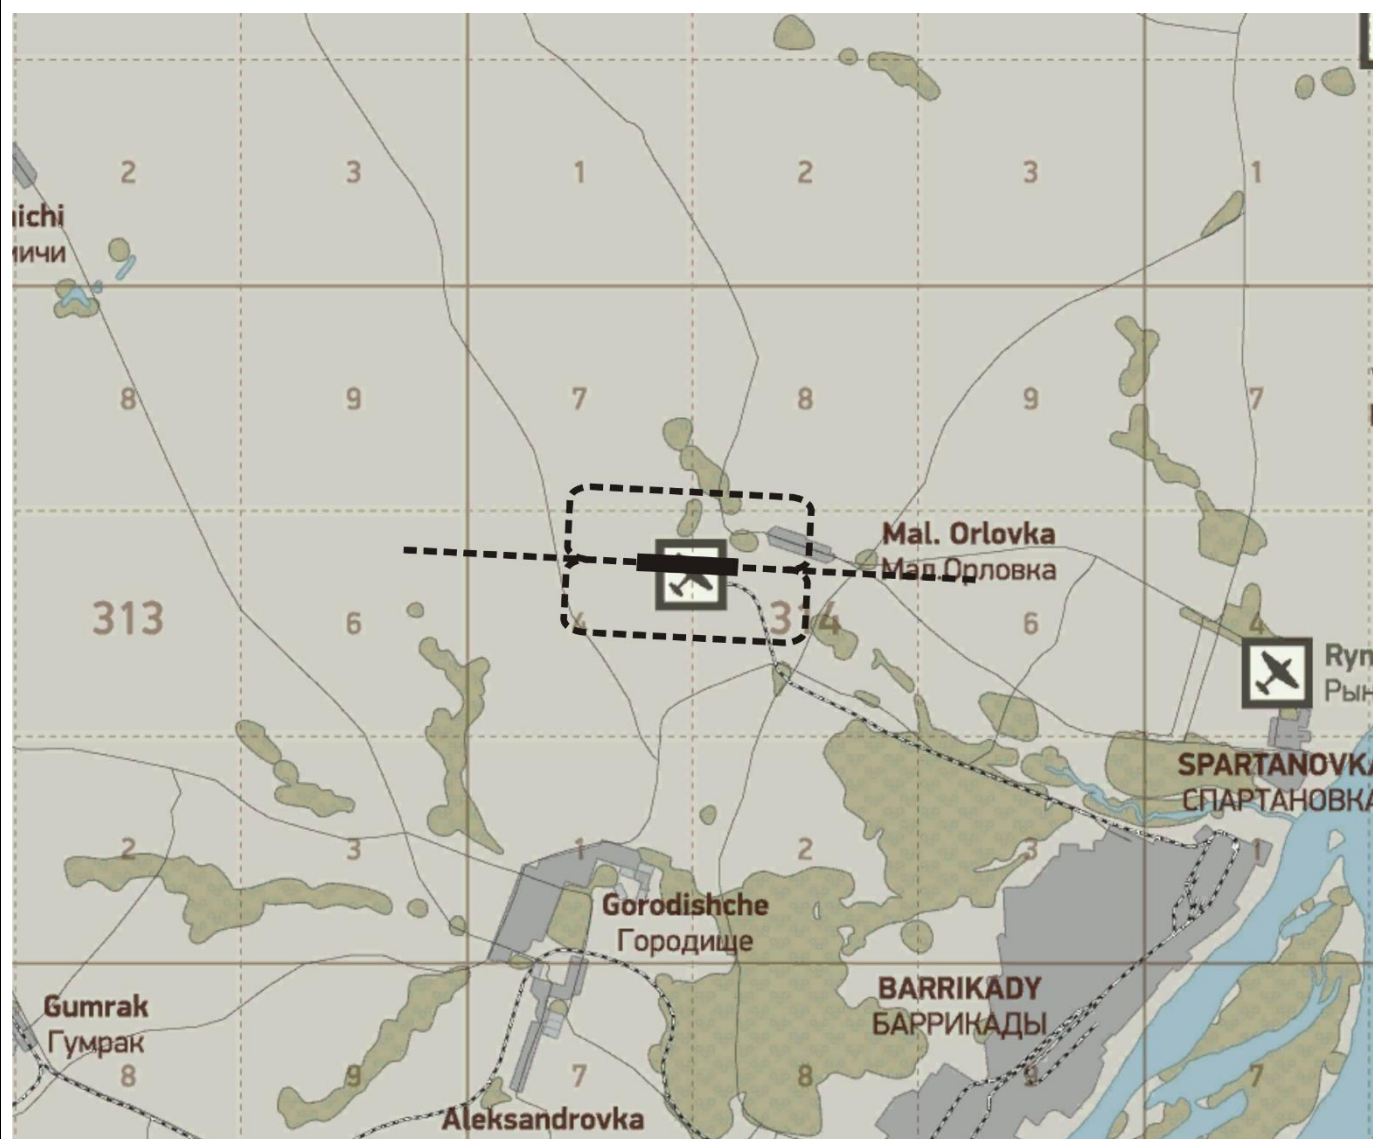 2 3 1 2 3 1
ichi
ичи
8 9 7 8 9 7
Mal. Orlovka
Мал.Орловка
313 6 4 314 6 4
Ryn
Рын
SPARTANOVKA
СПАРТАНОВКА
2 3 1 2 3 1
Gorodishche
Городище
BARRIKADY
БАРРИКАДЫ
Gumrak
Гумрак
8 9 7 8 9 7
Aleksandrovka